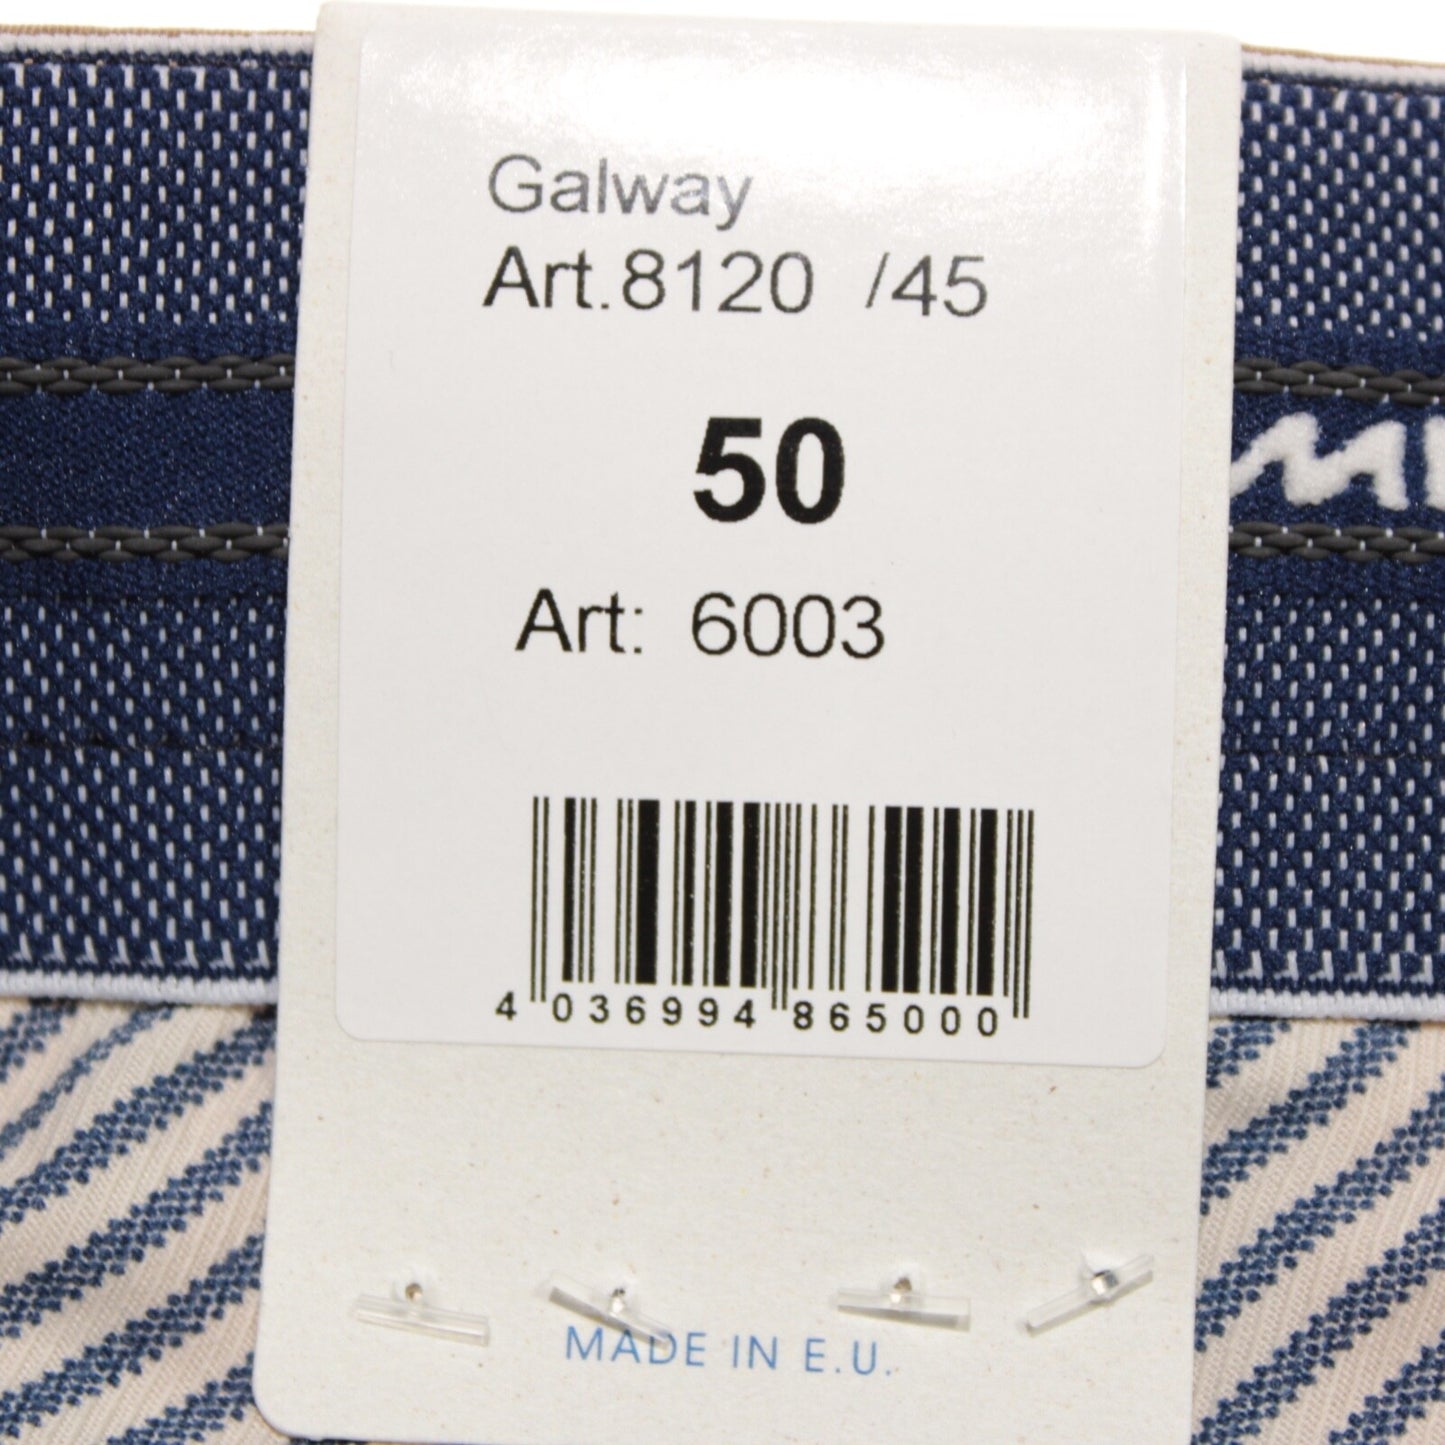 Galway
Art.8120 /45
50
Art: 6003
4 036994 865000
MADE IN E.U.